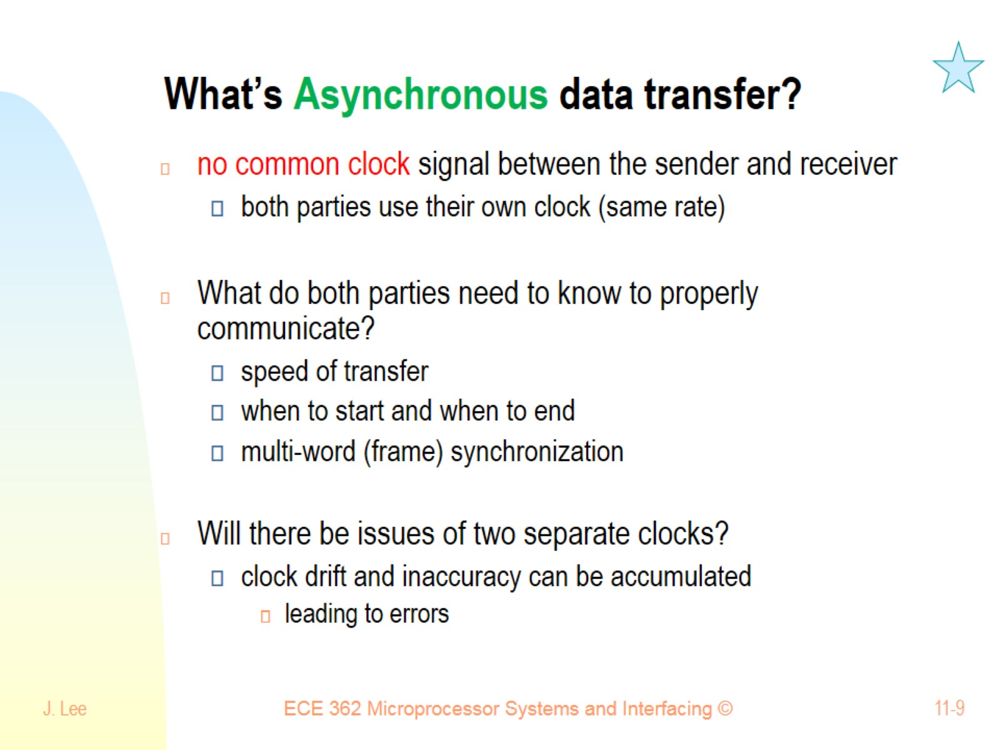 What’s Asynchronous data transfer?
no common clock signal between the sender and receiver
both parties use their own clock (same rate)
What do both parties need to know to properly
communicate?
speed of transfer
when to start and when to end
multi-word (frame) synchronization
Will there be issues of two separate clocks?
clock drift and inaccuracy can be accumulated
leading to errors
J. Lee
ECE 362 Microprocessor Systems and Interfacing ©
11-9